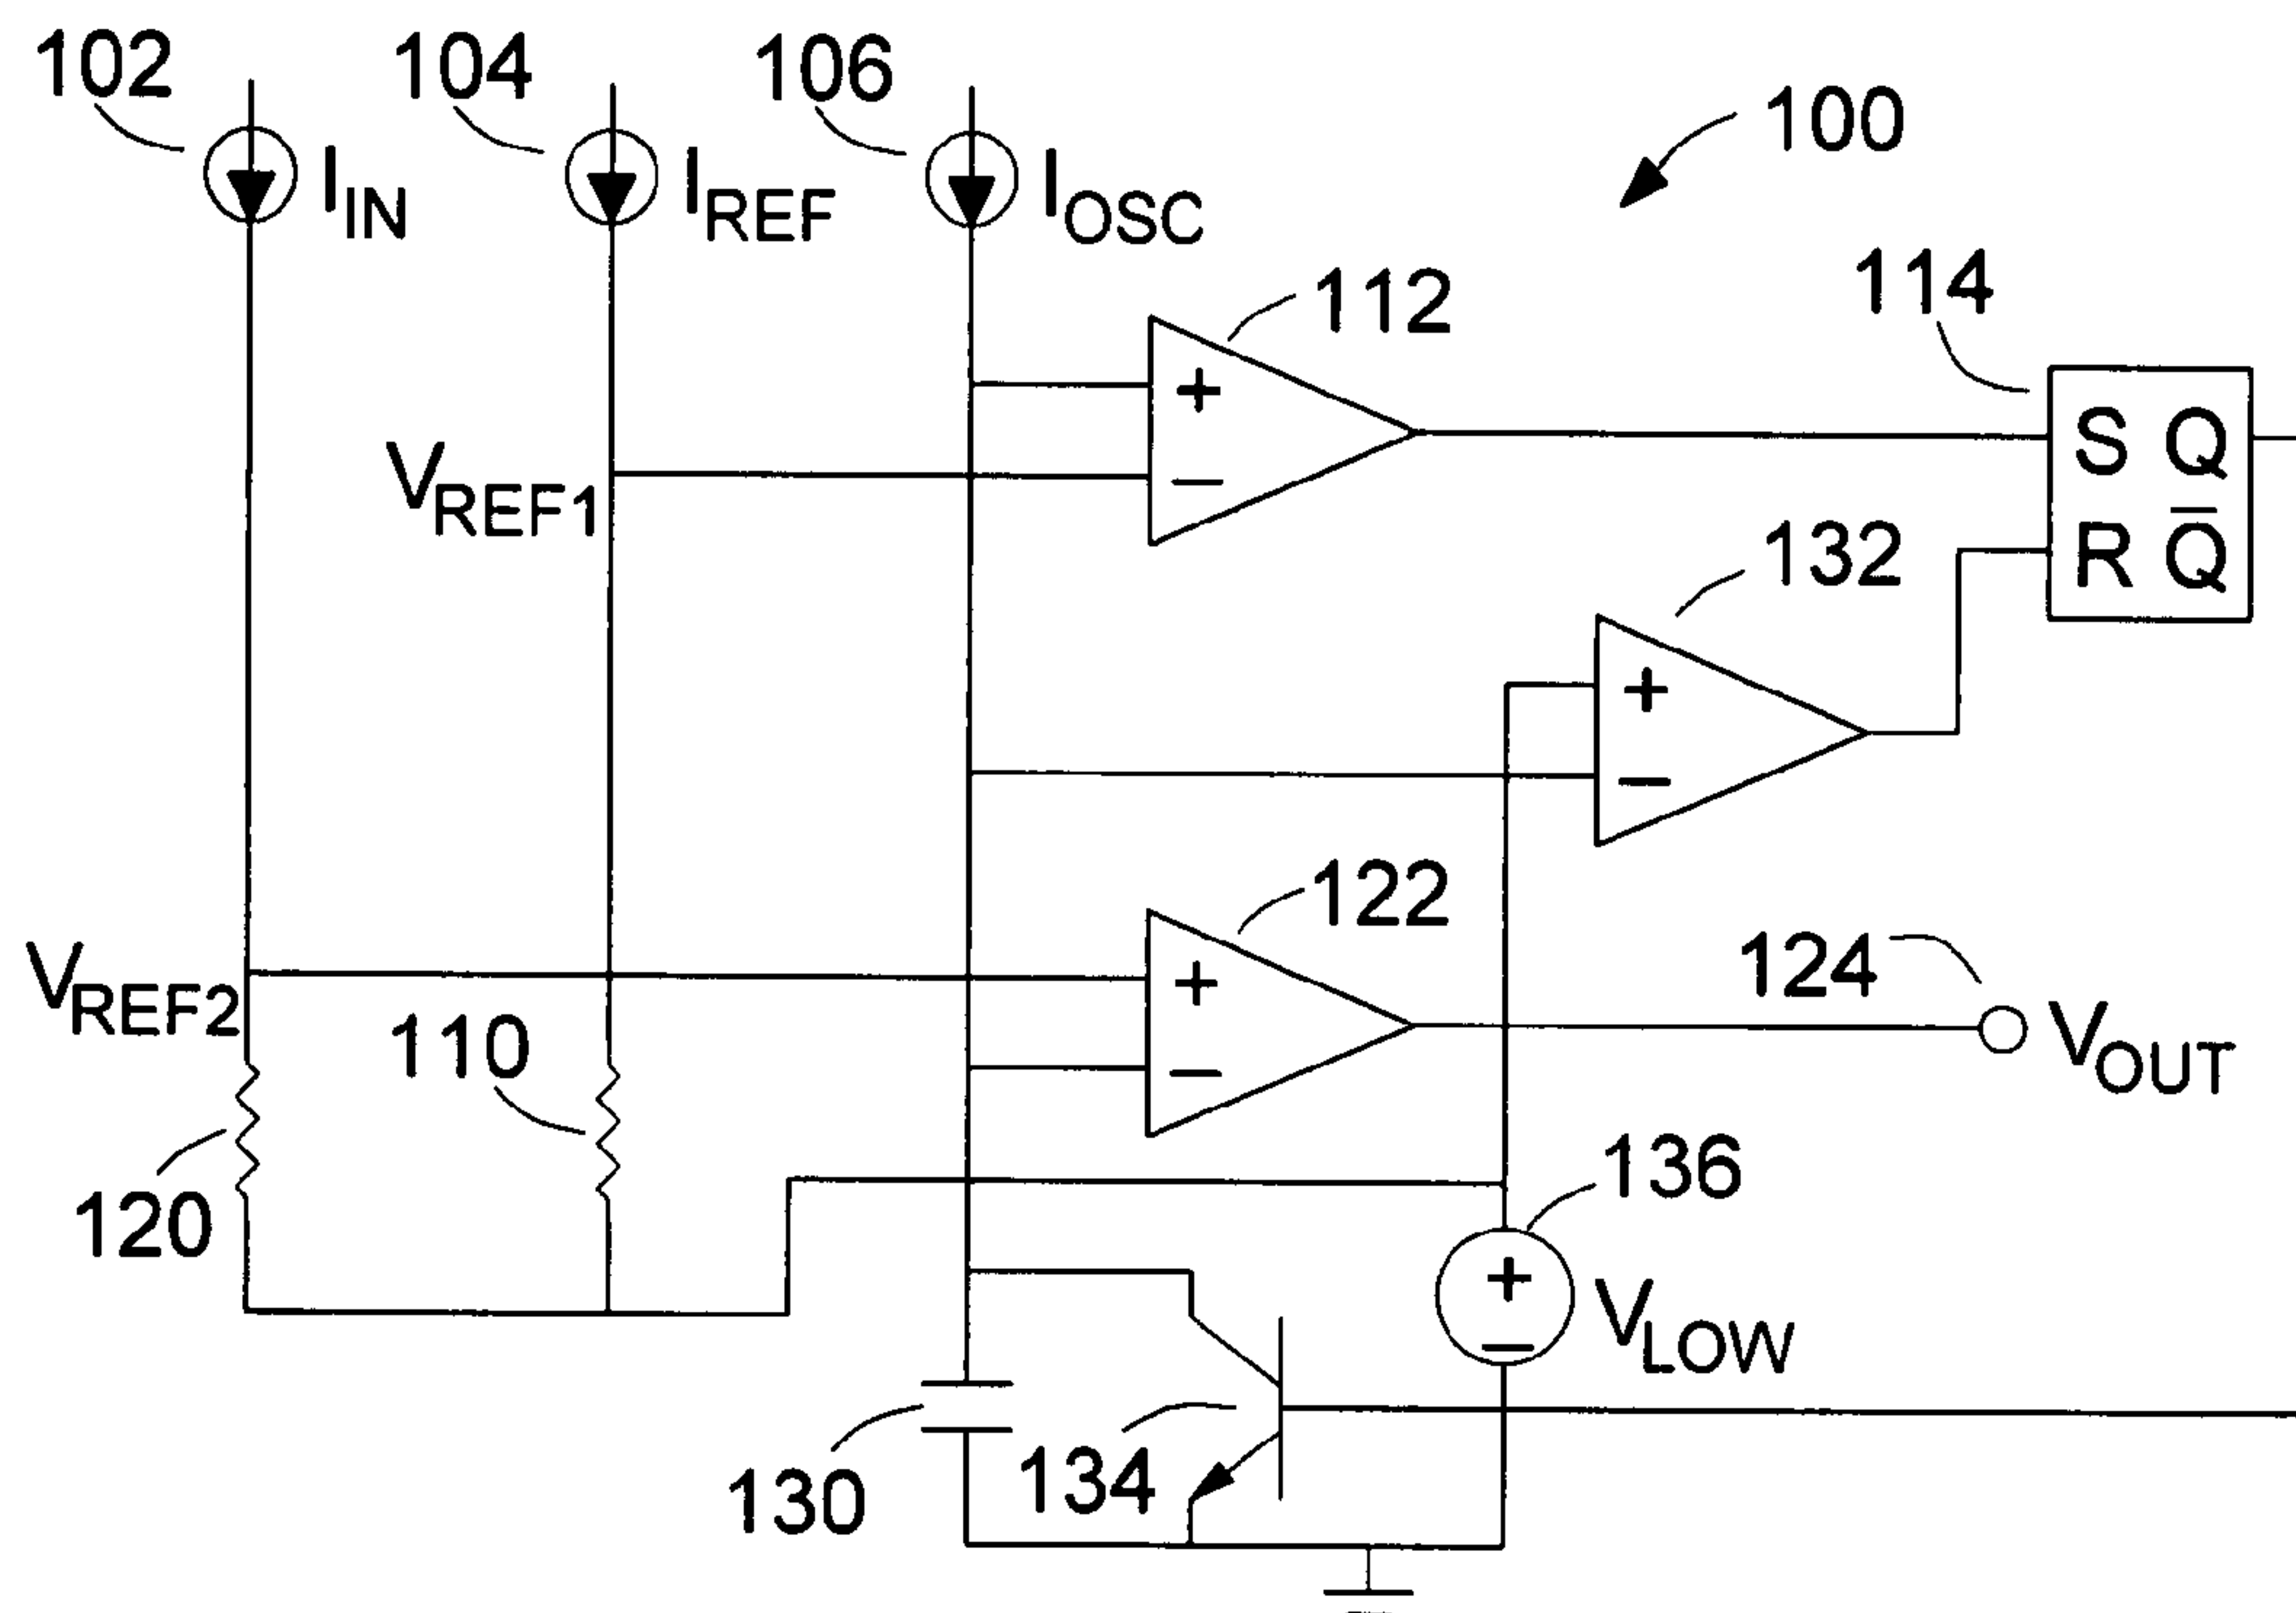 102
104
106
100
I_IN
I_REF
I_OSC
112
114
+
−
S Q
R Q̅
V_REF1
132
+
−
122
+
−
124
V_OUT
V_REF2
110
120
136
+
−
V_LOW
130
134